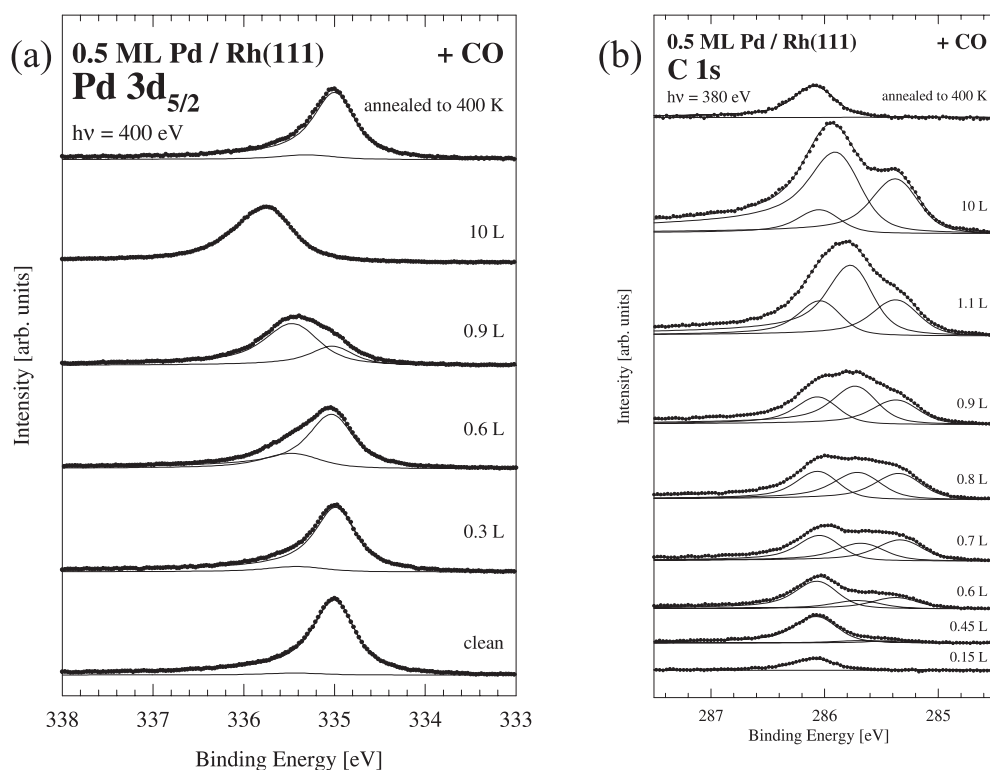 (a)
0.5 ML Pd / Rh(111) + CO
Pd 3d5/2
annealed to 400 K
hν = 400 eV
10 L
0.9 L
0.6 L
0.3 L
clean
Intensity [arb. units]
338 337 336 335 334 333
Binding Energy [eV]
(b)
0.5 ML Pd / Rh(111) + CO
C 1s
hν = 380 eV annealed to 400 K
10 L
1.1 L
0.9 L
0.8 L
0.7 L
0.6 L
0.45 L
0.15 L
Intensity [arb. units]
287 286 285
Binding Energy [eV]